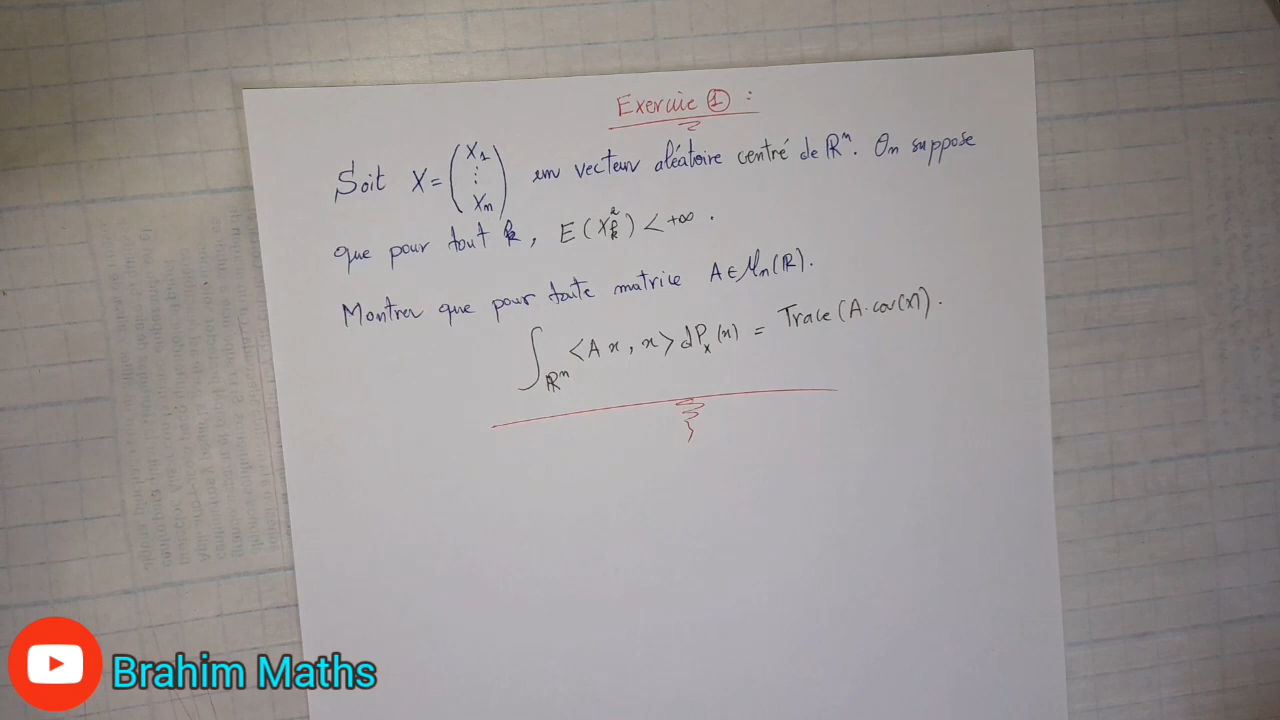 Exercice ① :
Soit X = (X₁ ⋮ Xₙ) un vecteur aléatoire centré de ℝⁿ. On suppose
que pour tout k, E(Xₖ²) < +∞.
Montrer que pour toute matrice A ∈ Mₙ(ℝ).
∫_ℝⁿ <Ax, x> dPₓ(x) = Trace(A.cov(X)).
Brahim Maths